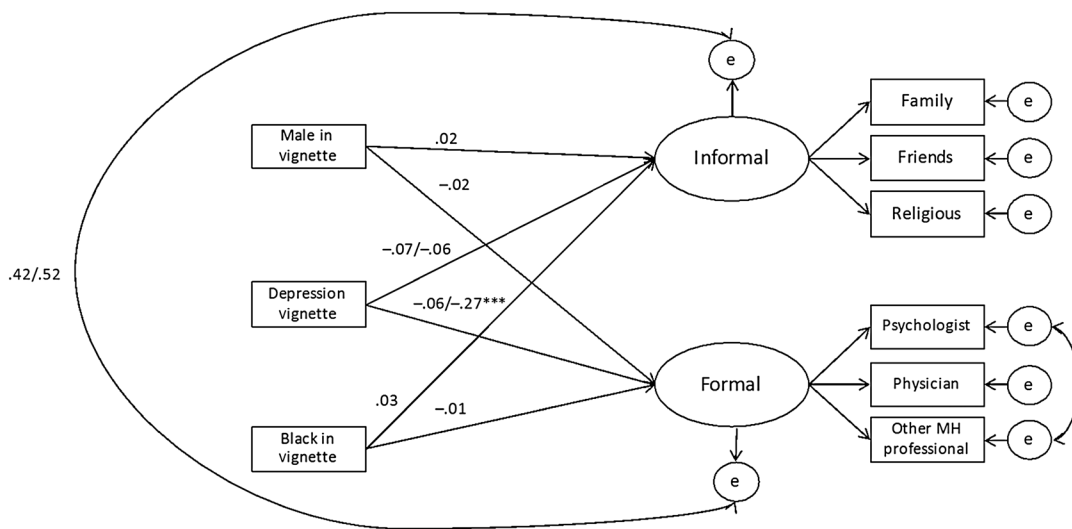 e
Male in
vignette
.02
Informal
Family
e
Friends
e
Religious
e
–.02
–.07/–.06
.42/.52
Depression
vignette
–.06/–.27***
Psychologist
e
Formal
Physician
e
.03
–.01
Black in
vignette
Other MH
professional
e
e